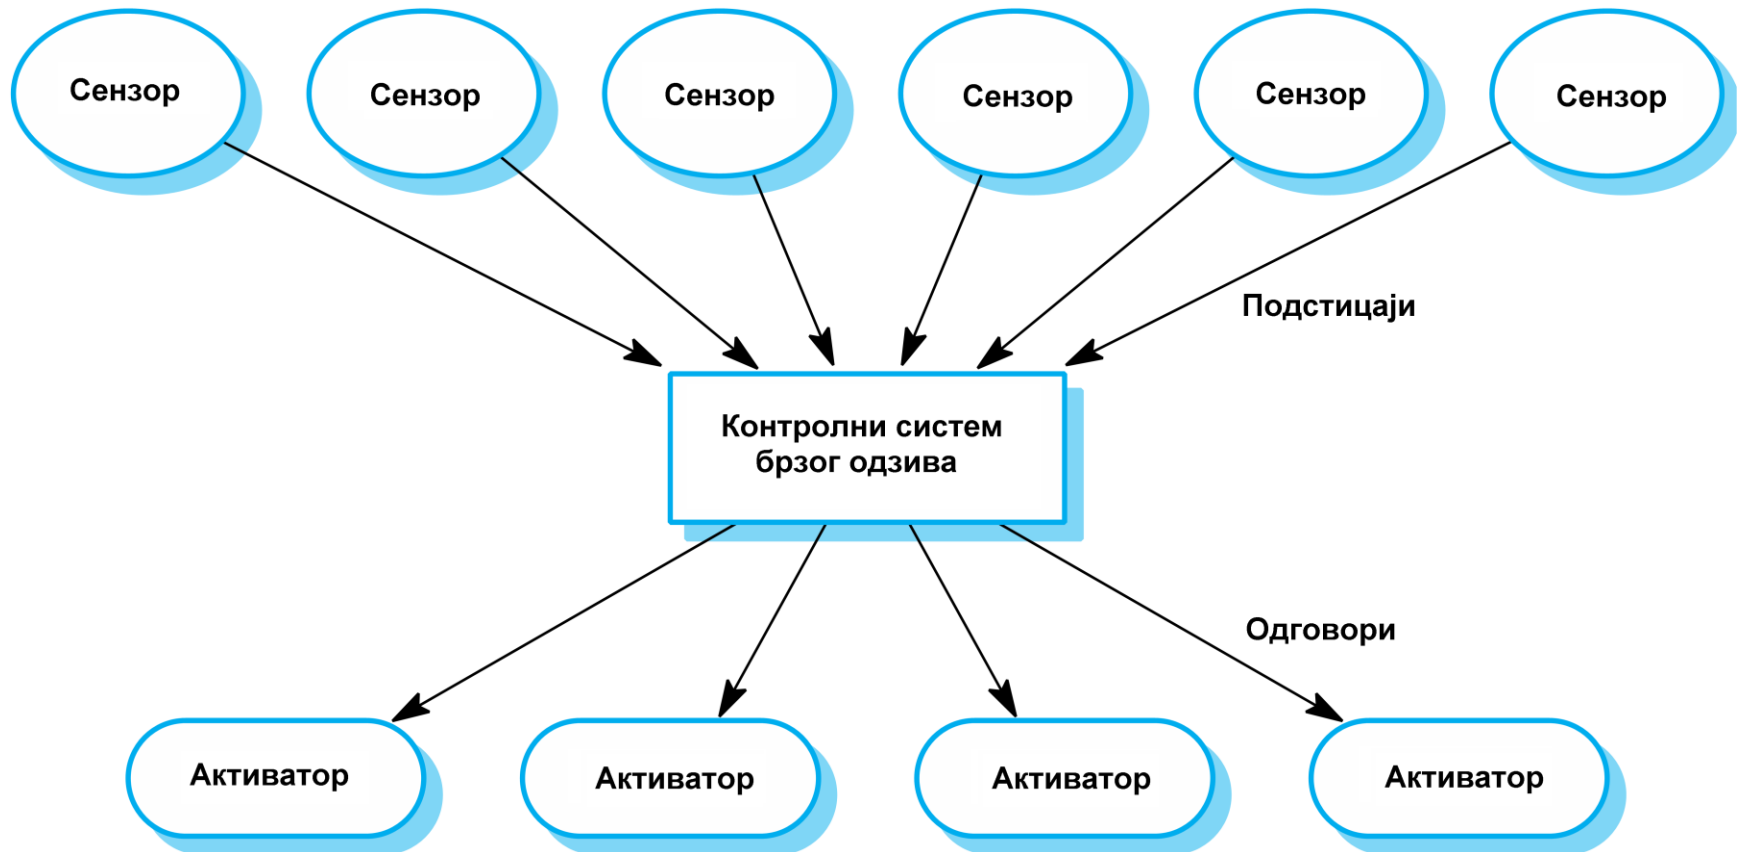 Сензор
Сензор
Сензор
Сензор
Сензор
Сензор
Подстицаји
Контролни систем
брзог одзива
Одговори
Активатор
Активатор
Активатор
Активатор